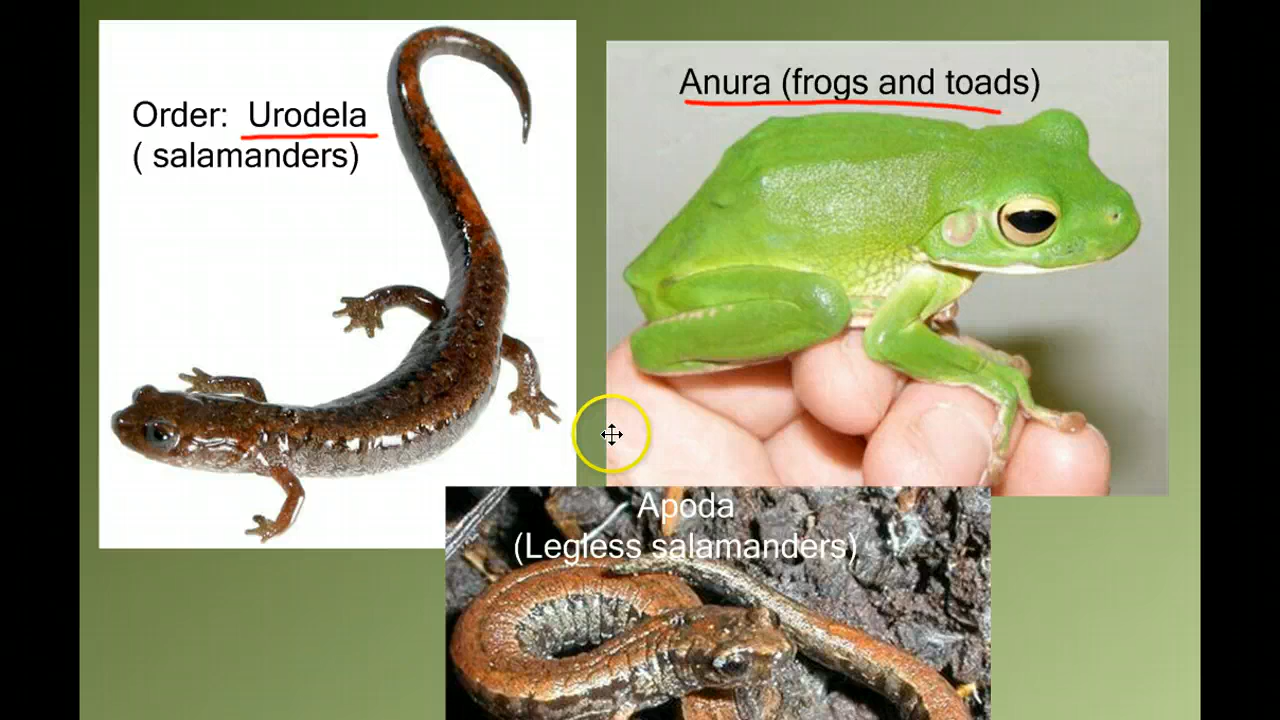 Order:  Urodela
( salamanders)
Anura (frogs and toads)
Apoda
(Legless salamanders)